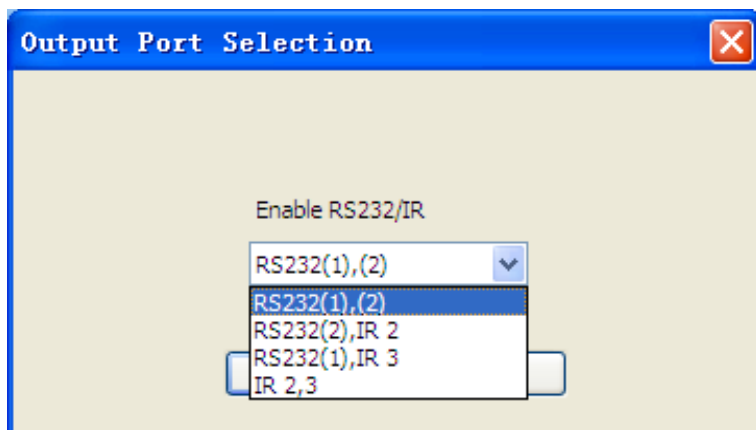 Output Port Selection
Enable RS232/IR
RS232(1),(2)
RS232(1),(2)
RS232(2),IR 2
RS232(1),IR 3
IR 2,3